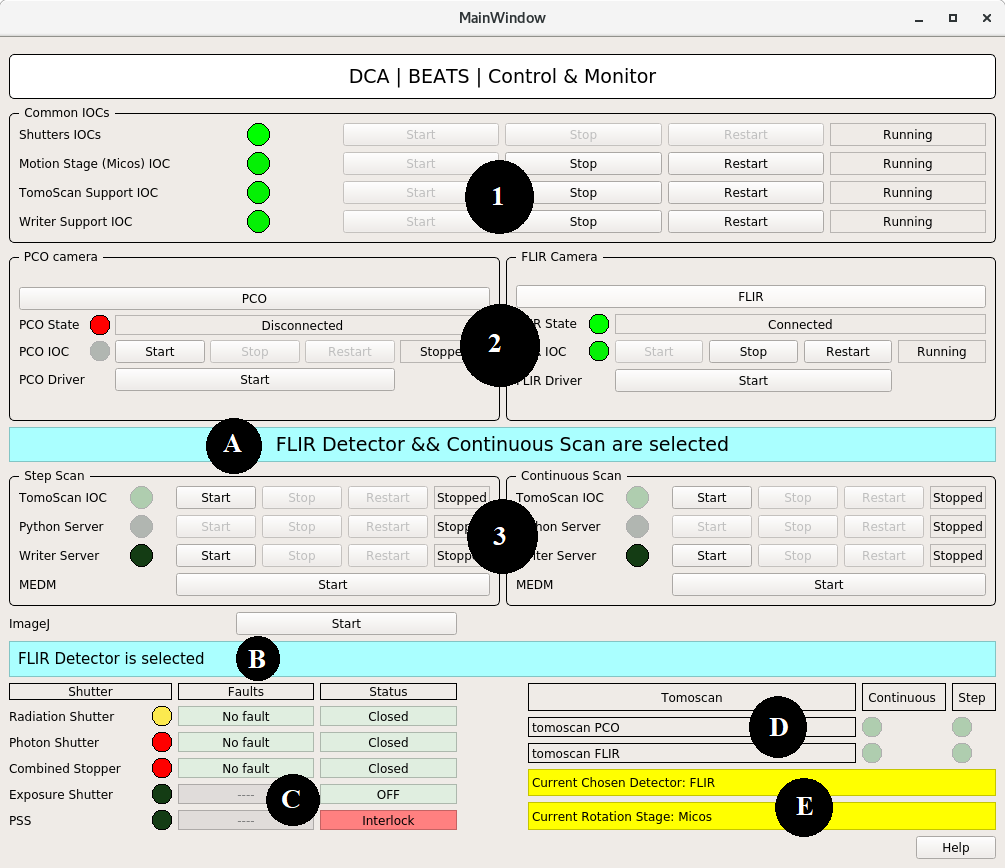 MainWindow
DCA | BEATS | Control & Monitor
Common IOCs
Shutters IOCs Start Stop Restart Running
Motion Stage (Micos) IOC Start Stop Restart Running
TomoScan Support IOC Start Stop Restart Running
Writer Support IOC Start Stop Restart Running
1
PCO camera
PCO
PCO State Disconnected
PCO IOC Start Stop Restart Stoppe
PCO Driver Start
2
FLIR Camera
FLIR
R State Connected
IOC Start Stop Restart Running
FLIR Driver Start
A FLIR Detector && Continuous Scan are selected
Step Scan
TomoScan IOC Start Stop Restart Stopped
Python Server Start Stop Restart Stopp
Writer Server Start Stop Restart Stopp
MEDM Start
3
Continuous Scan
TomoScan IOC Start Stop Restart Stopped
hon Server Start Stop Restart Stopped
iter Server Start Stop Restart Stopped
MEDM Start
ImageJ Start
FLIR Detector is selected B
Shutter Faults Status
Radiation Shutter No fault Closed
Photon Shutter No fault Closed
Combined Stopper No fault Closed
Exposure Shutter ---- OFF
PSS ---- Interlock
C
Tomoscan Continuous Step
tomoscan PCO
tomoscan FLIR
D
Current Chosen Detector: FLIR
Current Rotation Stage: Micos
E
Help